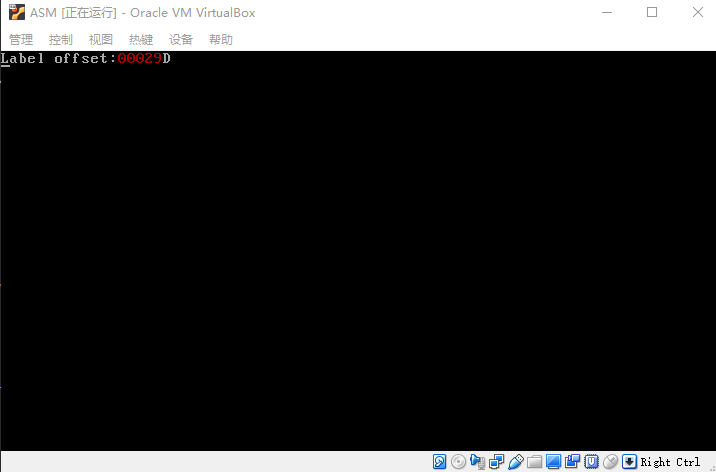 ASM [正在运行] - Oracle VM VirtualBox
管理 控制 视图 热键 设备 帮助
Label offset:00029D
Right Ctrl